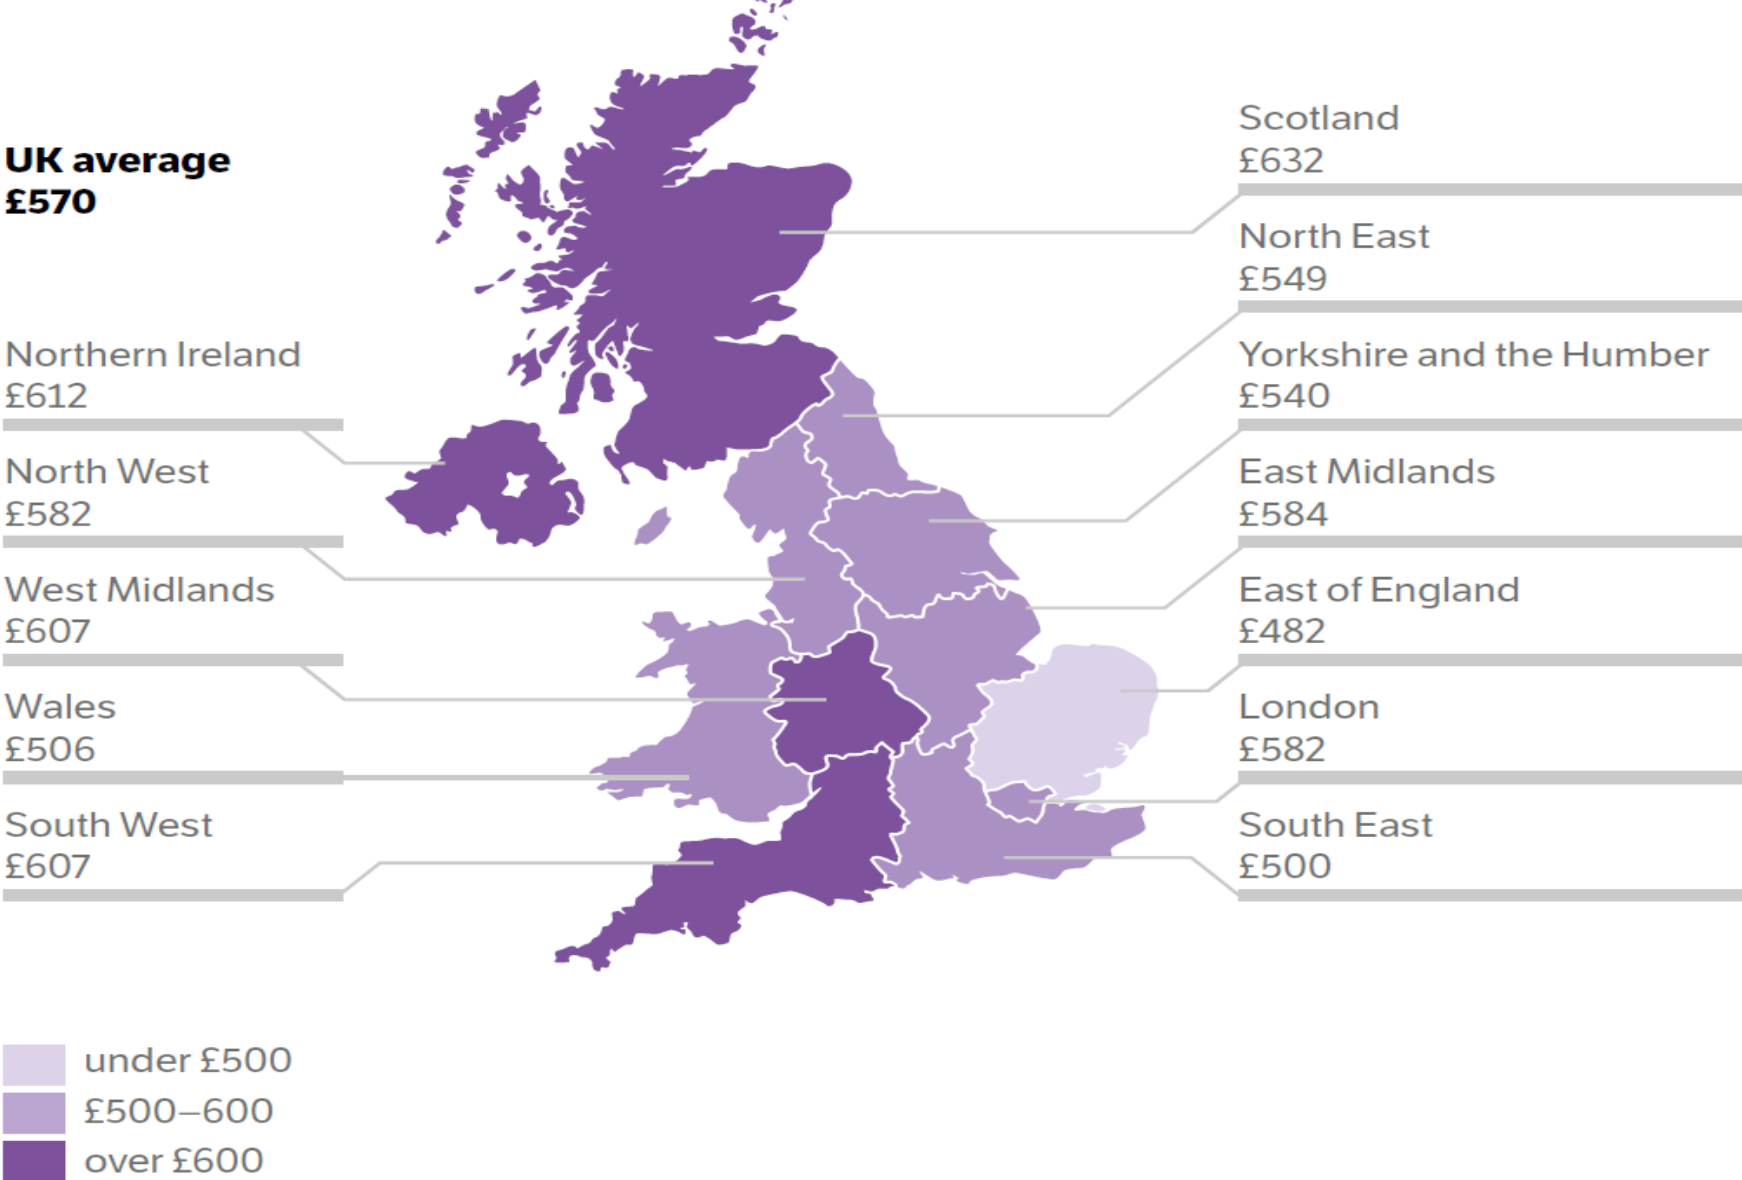 UK average
£570
Northern Ireland
£612
North West
£582
West Midlands
£607
Wales
£506
South West
£607
Scotland
£632
North East
£549
Yorkshire and the Humber
£540
East Midlands
£584
East of England
£482
London
£582
South East
£500
under £500
£500–600
over £600